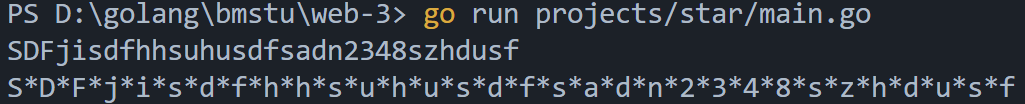 PS D:\golang\bmstu\web-3> go run projects/star/main.go
SDFjisdfhhsuhusdfsadn2348szhdusf
S*D*F*j*i*s*d*f*h*h*s*u*h*u*s*d*f*s*a*d*n*2*3*4*8*s*z*h*d*u*s*f